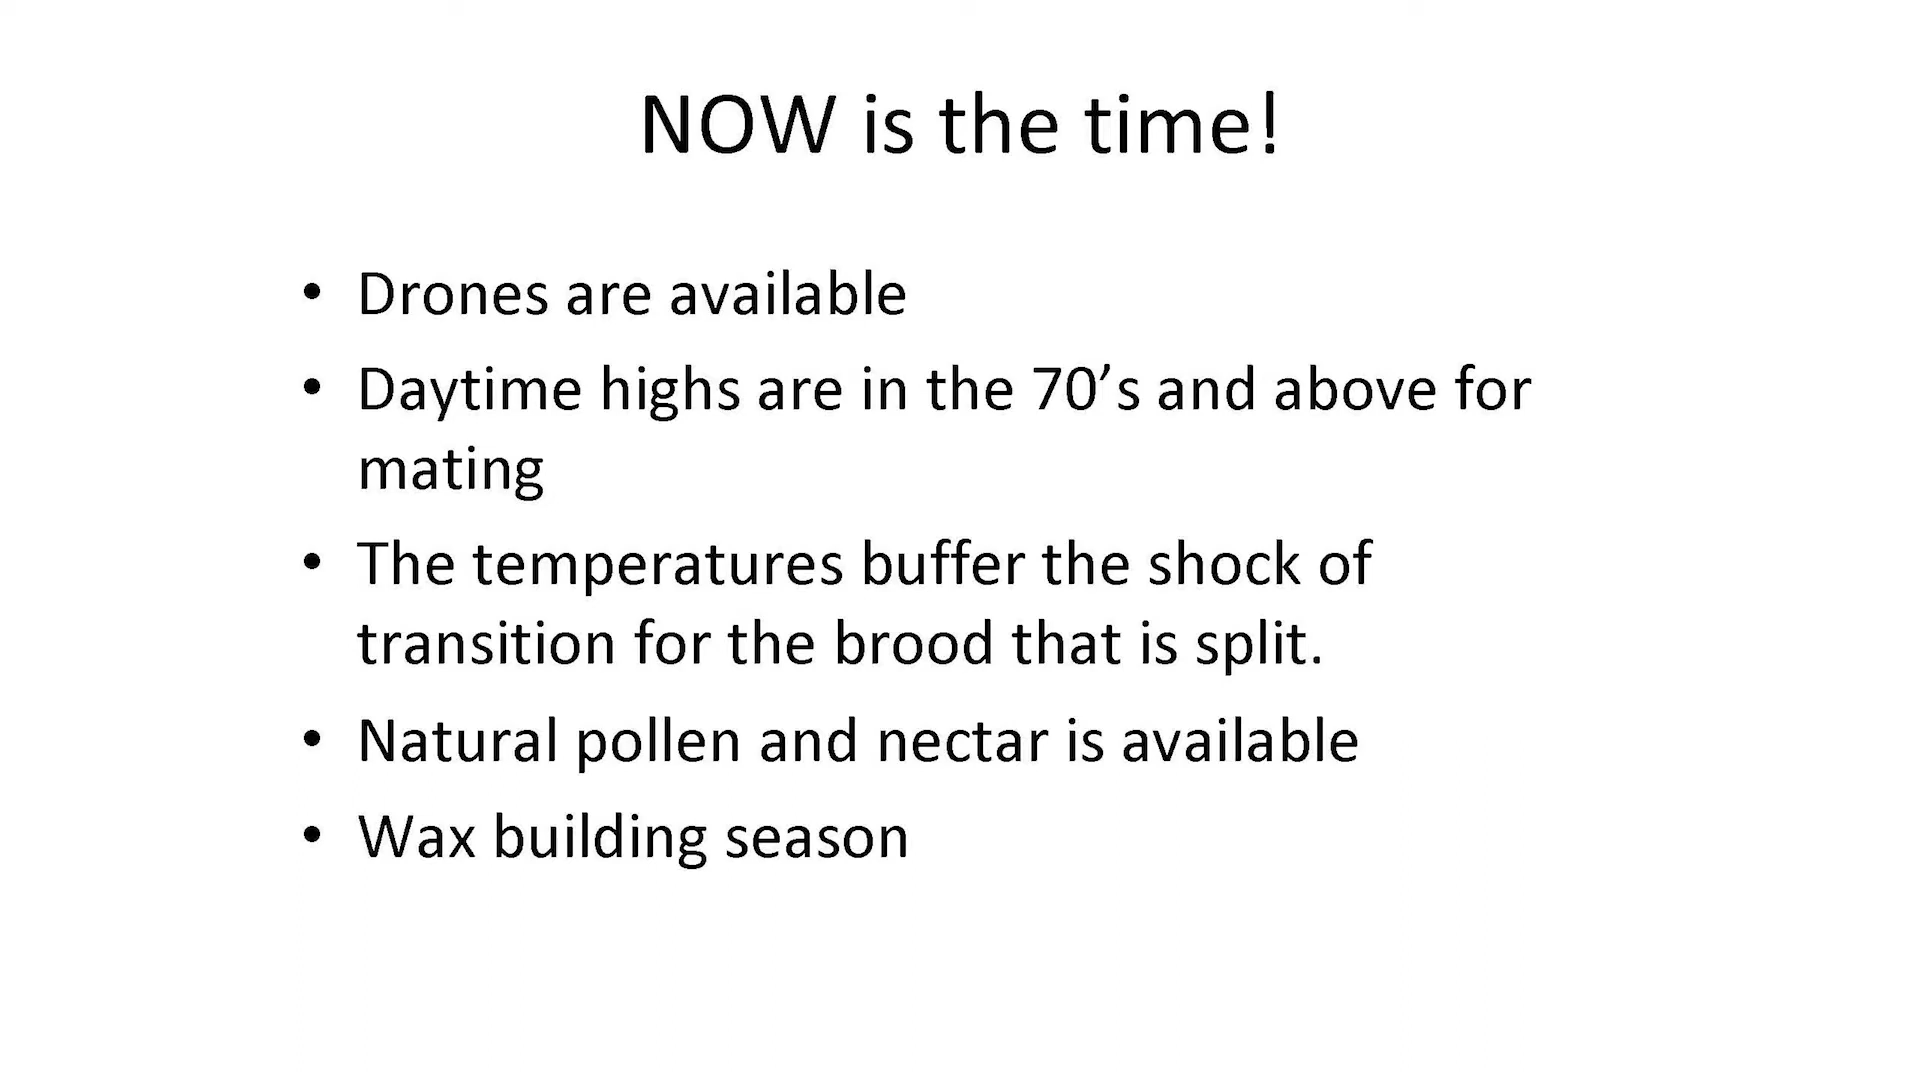 NOW is the time!
• Drones are available
• Daytime highs are in the 70’s and above for
mating
• The temperatures buffer the shock of
transition for the brood that is split.
• Natural pollen and nectar is available
• Wax building season